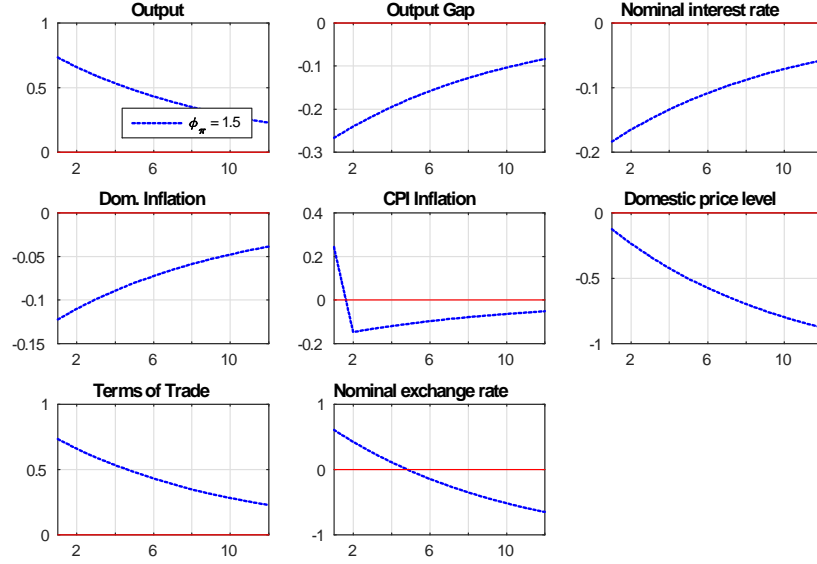 Output
Output Gap
Nominal interest rate
1
0.5
0
2 6 10
ϕπ = 1.5
0
-0.1
-0.2
-0.3
2 6 10
0
-0.1
-0.2
2 6 10
Dom. Inflation
CPI Inflation
Domestic price level
0
-0.05
-0.1
-0.15
2 6 10
0.4
0.2
0
-0.2
2 6 10
0
-0.5
-1
2 6 10
Terms of Trade
Nominal exchange rate
1
0.5
0
2 6 10
1
0
-1
2 6 10